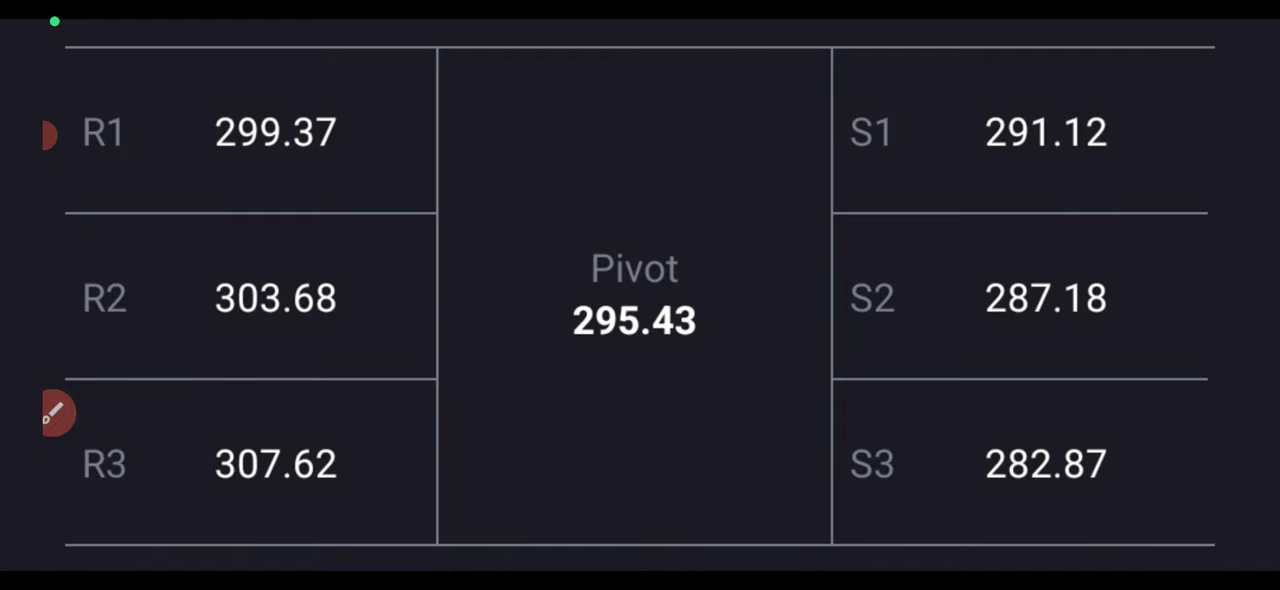 R1 299.37
R2 303.68
R3 307.62
Pivot
295.43
S1 291.12
S2 287.18
S3 282.87